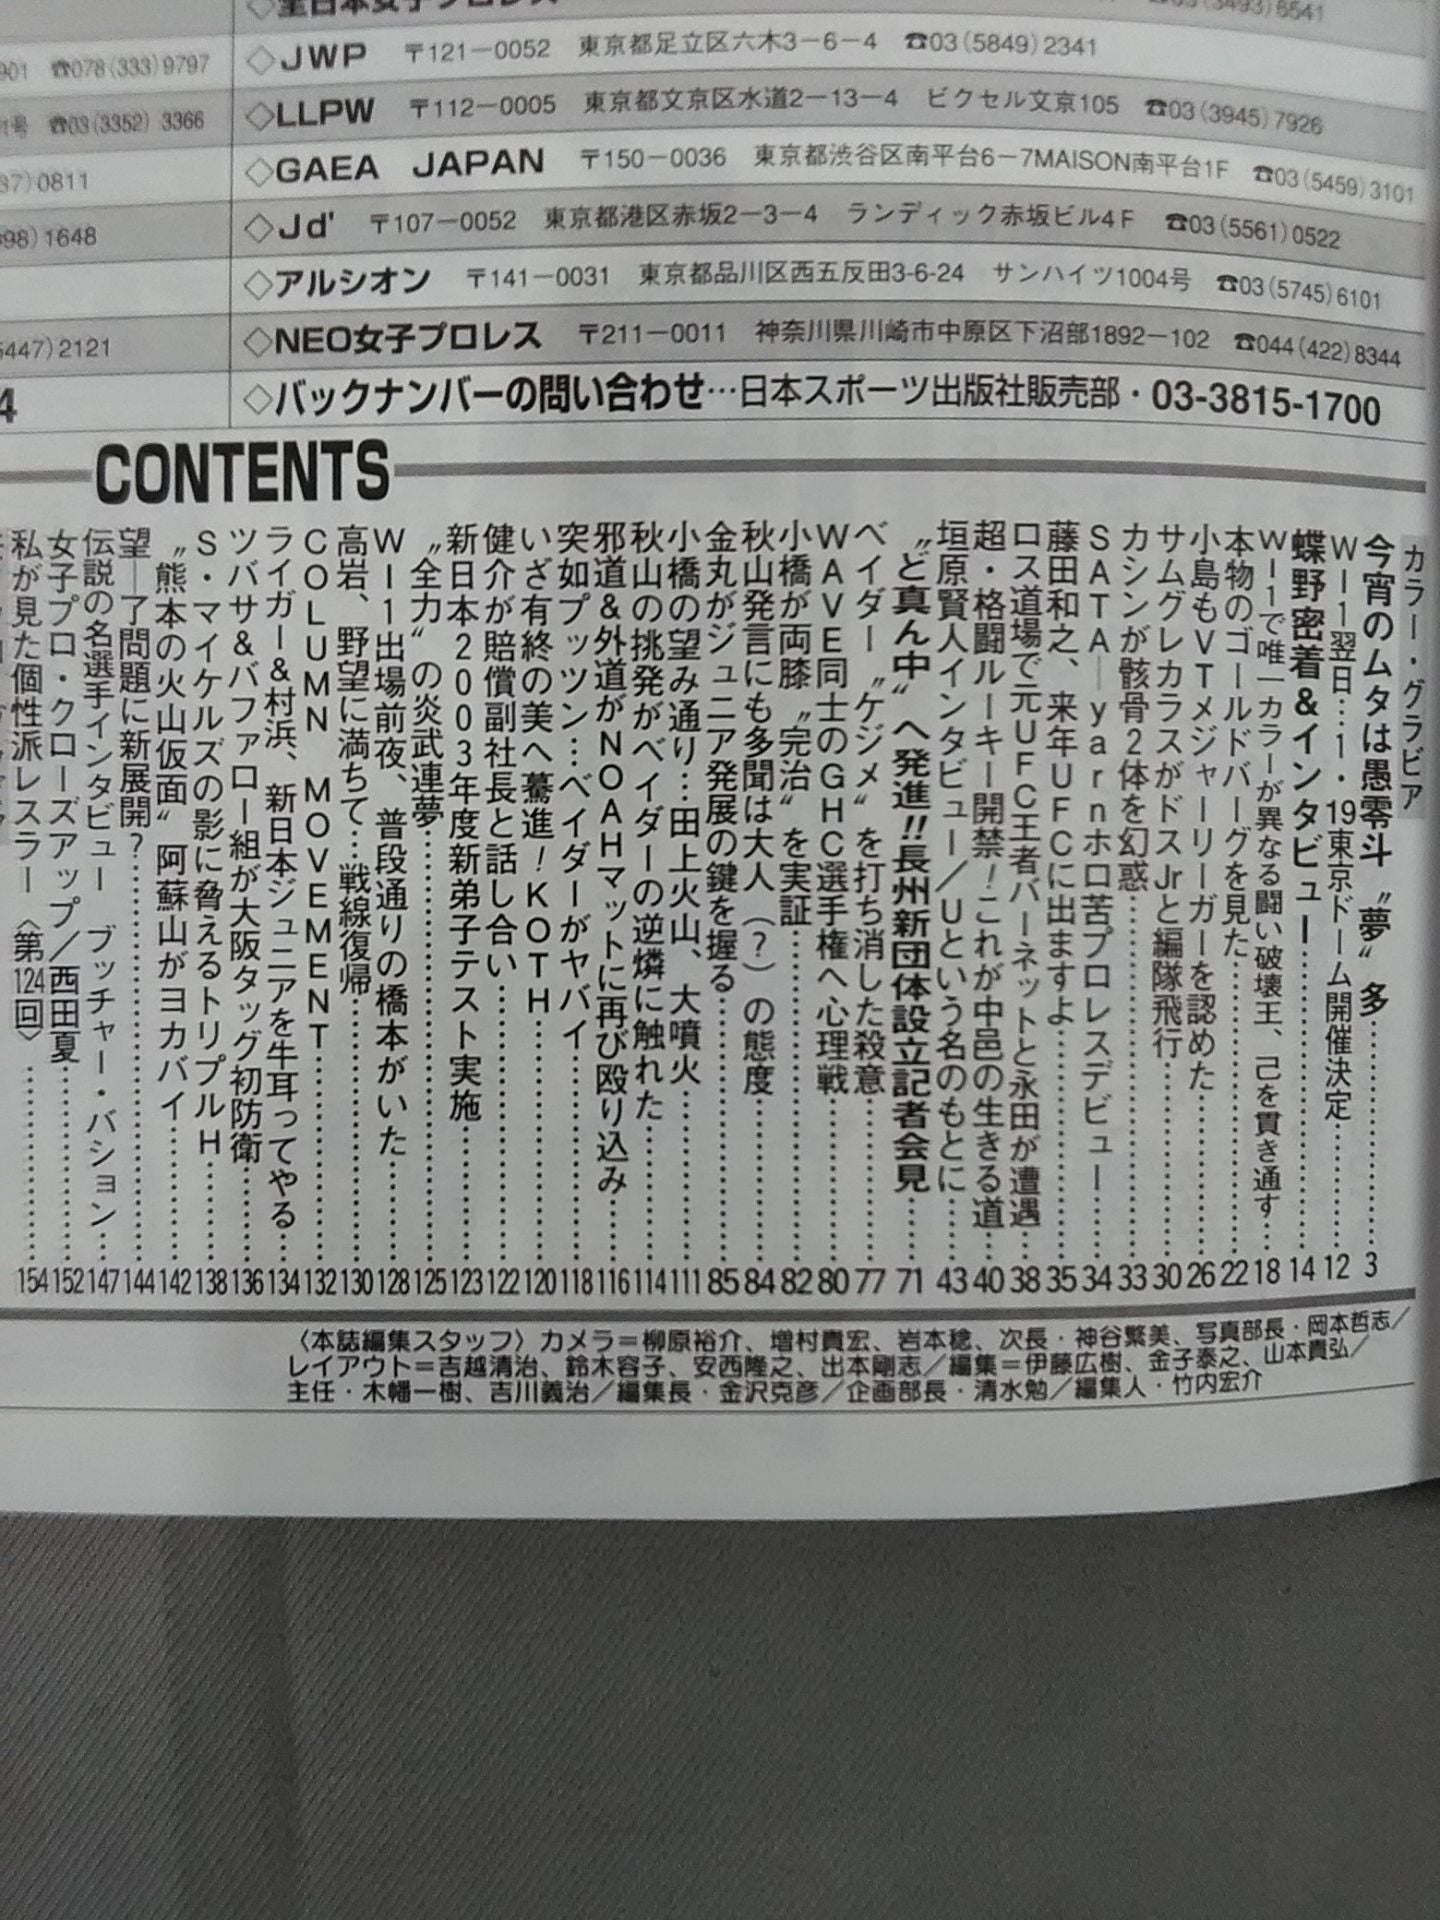 全日本女子プロレス
03(3493)6541
901 ☎078(333)9797
◇JWP 〒121－0052 東京都足立区六木3－6－4 ☎03(5849)2341
号 ☎03(3352)3366
◇LLPW 〒112－0005 東京都文京区水道2－13－4 ビクセル文京105 ☎03(3945)7926
37)0811
◇GAEA JAPAN 〒150－0036 東京都渋谷区南平台6－7MAISON南平台1F ☎03(5459)3101
98)1648
◇Jd' 〒107－0052 東京都港区赤坂2－3－4 ランディック赤坂ビル4F ☎03(5561)0522
◇アルシオン 〒141－0031 東京都品川区西五反田3-6-24 サンハイツ1004号 ☎03(5745)6101
5447)2121
◇NEO女子プロレス 〒211－0011 神奈川県川崎市中原区下沼部1892－102 ☎044(422)8344
4
◇バックナンバーの問い合わせ…日本スポーツ出版社販売部・03-3815-1700
CONTENTS
カラー・グラビア
今宵のムタは愚零斗〝夢〟多……3
W－1翌日…1・19東京ドーム開催決定……12
蝶野密着＆インタビュー……14
W－1で唯一カラーが異なる闘い破壊王、己を貫き通す……18
本物のゴールドバーグを見た……22
小島もVTメジャーリーガーを認めた……26
サムグレカラスがドスJrと編隊飛行……30
カシンが骸骨2体を幻惑……33
SATA―yarnホロ苦プロレスデビュー……34
藤田和之、来年UFCに出ますよ……35
ロス道場で元UFC王者バーネットと永田が遭遇……38
超・格闘ルーキー開禁！これが中邑の生きる道……40
垣原賢人インタビュー／Uという名のもとに……43
〝ど真ん中〟へ発進!!長州新団体設立記者会見……71
ベイダー〝ケジメ〟を打ち消した殺意……77
WAVE同士のGHC選手権へ心理戦……80
小橋が両膝〝完治〟を実証……82
秋山発言にも多聞は大人（？）の態度……84
金丸がジュニア発展の鍵を握る……85
小橋の望み通り…田上火山、大噴火……111
秋山の挑発がベイダーの逆燐に触れた……114
邪道＆外道がNOAHマットに再び殴り込み……116
突如プッツン…ベイダーがヤバイ……118
いざ有終の美へ驀進！KOTH……120
健介が賠償副社長と話し合い……122
新日本2003年度新弟子テスト実施……123
〝全力〟の炎武連夢……125
W－1出場前夜、普段通りの橋本がいた……128
高岩、野望に満ちて…戦線復帰……130
COLUMN MOVEMENT……132
ライガー＆村浜、新日本ジュニアを牛耳ってやる……134
ツバサ＆バファロー組が大阪タッグ初防衛……136
S・マイケルズの影に脅えるトリプルH……138
〝熊本の火山仮面〟阿蘇山がヨカバイ……142
望―了問題に新展開？……144
伝説の名選手インタビュー ブッチャー・バション……147
女子プロ・クローズアップ／西田夏……152
私が見た個性派レスラー〈第124回〉……154
〈本誌編集スタッフ〉カメラ＝柳原裕介、増村貴宏、岩本稔、次長・神谷繁美、写真部長・岡本哲志／
レイアウト＝吉越清治、鈴木容子、安西隆之、出本剛志／編集＝伊藤広樹、金子泰之、山本貴弘／
主任・木幡一樹、吉川義治／編集長・金沢克彦／企画部長・清水勉／編集人・竹内宏介